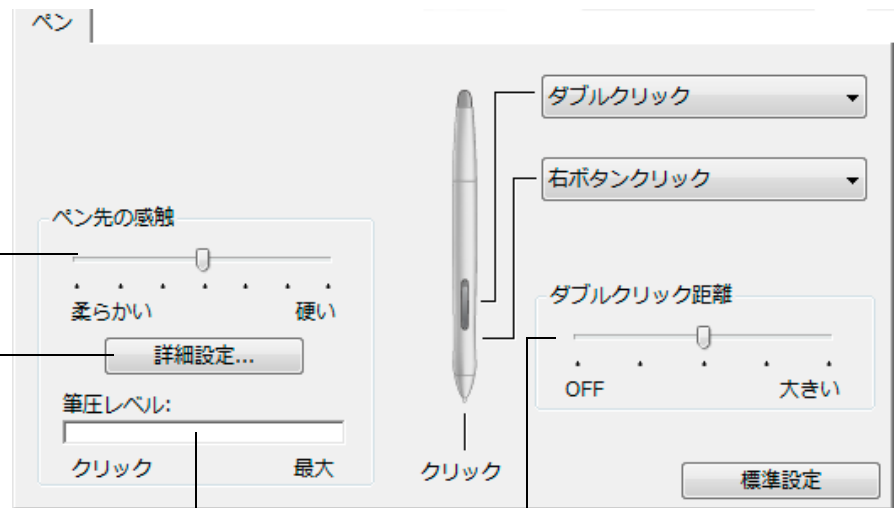 ペン
ダブルクリック
右ボタンクリック
ペン先の感触
柔らかい 硬い
詳細設定...
筆圧レベル:
クリック 最大
クリック
ダブルクリック距離
OFF 大きい
標準設定